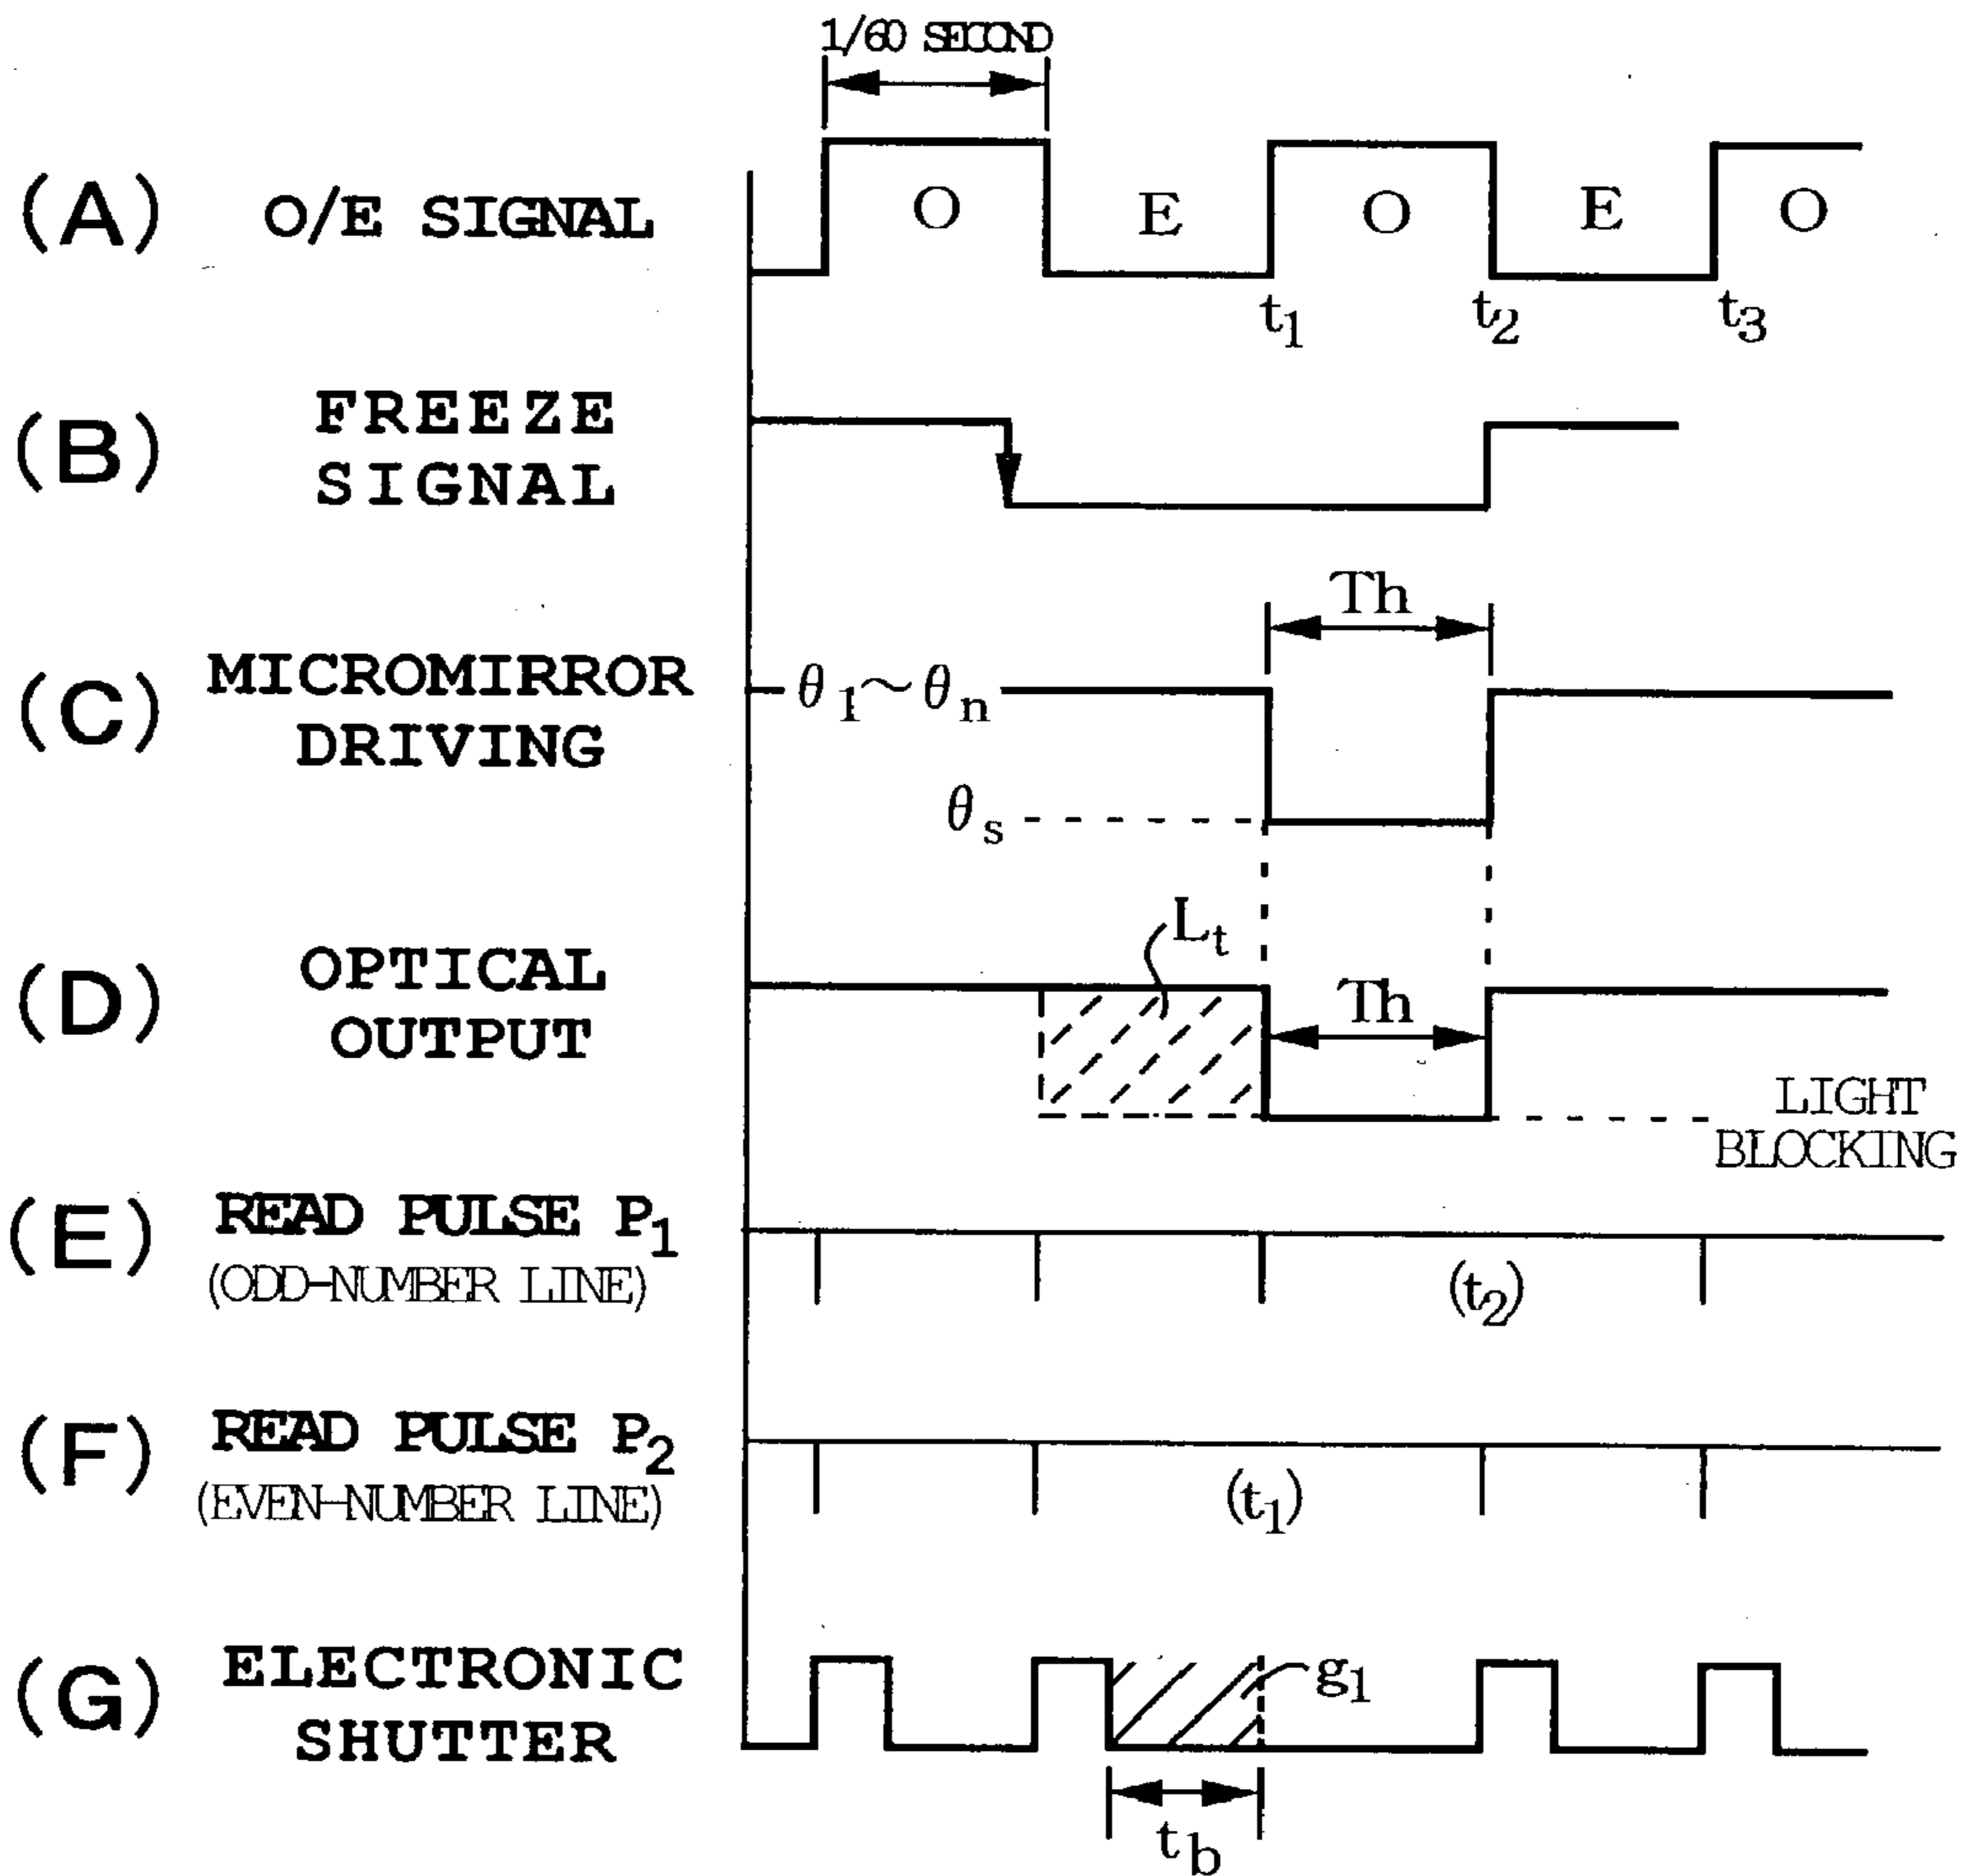 1/60 SECOND
(A) O/E SIGNAL
O E O E O
t1 t2 t3
(B) FREEZE
SIGNAL
Th
(C) MICROMIRROR
DRIVING
θ1~θn
θs
(D) OPTICAL
OUTPUT
Lt
Th
LIGHT
BLOCKING
(E) READ PULSE P1
(ODD-NUMBER LINE)
(t2)
(F) READ PULSE P2
(EVEN-NUMBER LINE)
(t1)
(G) ELECTRONIC
SHUTTER
g1
tb